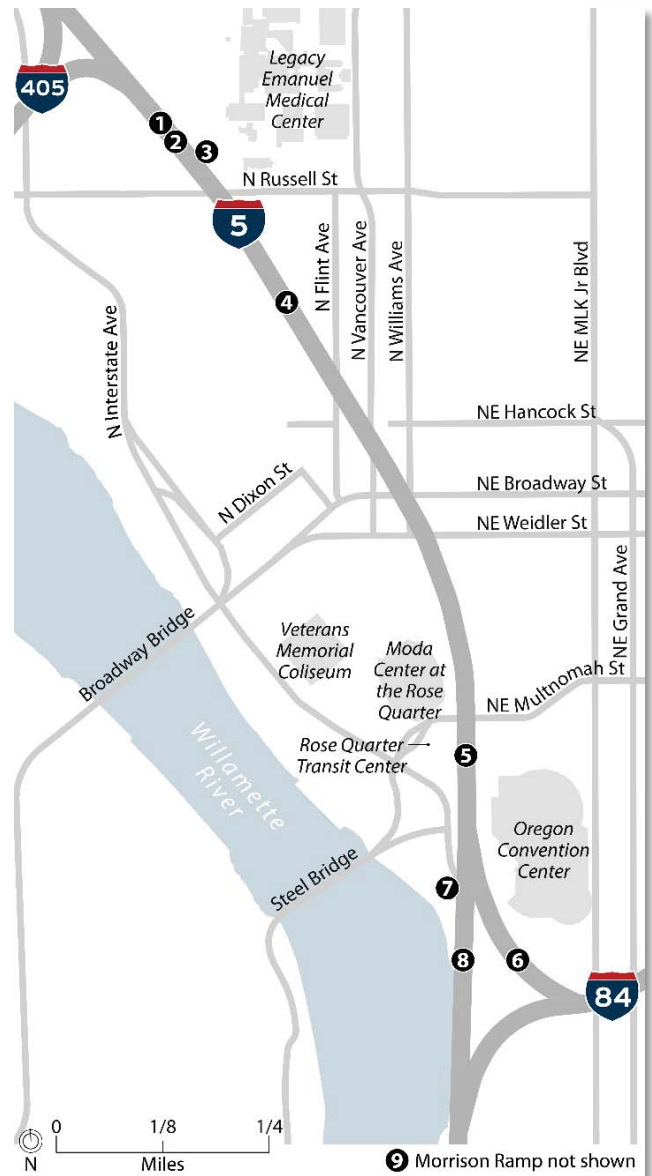 405
Legacy
Emanuel
Medical
Center
1
2
3
N Russell St
5
N Flint Ave
N Vancouver Ave
N Williams Ave
NE MLK Jr Blvd
4
N Interstate Ave
NE Hancock St
N Dixon St
NE Broadway St
NE Weidler St
NE Grand Ave
Broadway Bridge
Veterans
Memorial
Coliseum
Moda
Center at
the Rose
Quarter
NE Multnomah St
Willamette
River
Rose Quarter
Transit Center
5
Oregon
Convention
Center
Steel Bridge
7
8
6
84
0 1/8 1/4
N
Miles
9 Morrison Ramp not shown